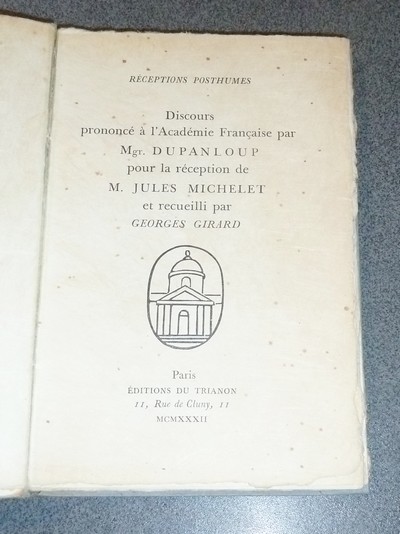 RÉCEPTIONS POSTHUMES
Discours
prononcé à l'Académie Française par
Mgr. DUPANLOUP
pour la réception de
M. JULES MICHELET
et recueilli par
GEORGES GIRARD
Paris
ÉDITIONS DU TRIANON
11, Rue de Cluny, 11
MCMXXXII